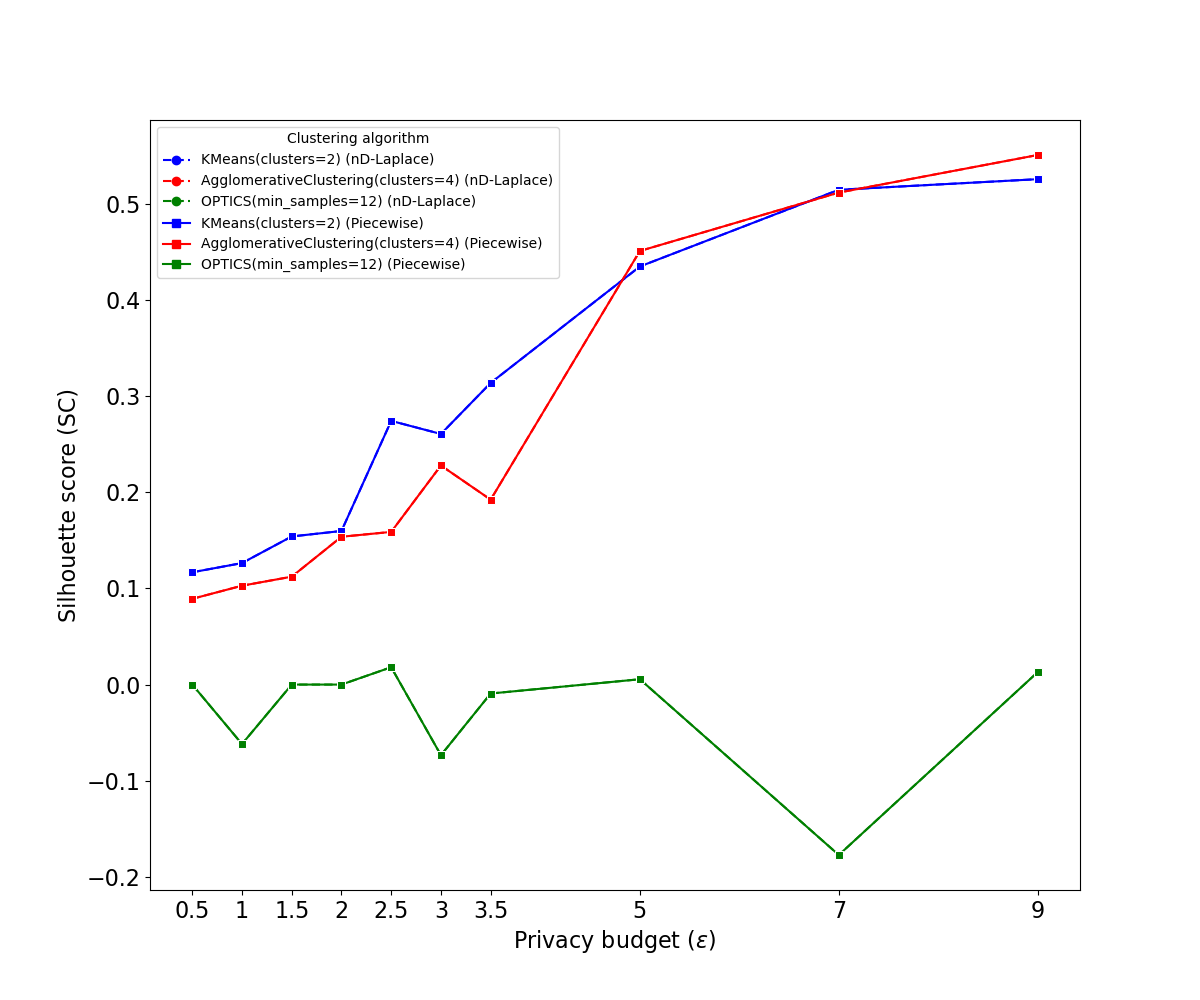 Clustering algorithm
KMeans(clusters=2) (nD-Laplace)
AgglomerativeClustering(clusters=4) (nD-Laplace)
OPTICS(min_samples=12) (nD-Laplace)
KMeans(clusters=2) (Piecewise)
AgglomerativeClustering(clusters=4) (Piecewise)
OPTICS(min_samples=12) (Piecewise)
Silhouette score (SC)
0.5
0.4
0.3
0.2
0.1
0.0
−0.1
−0.2
0.5 1 1.5 2 2.5 3 3.5 5 7 9
Privacy budget (ε)